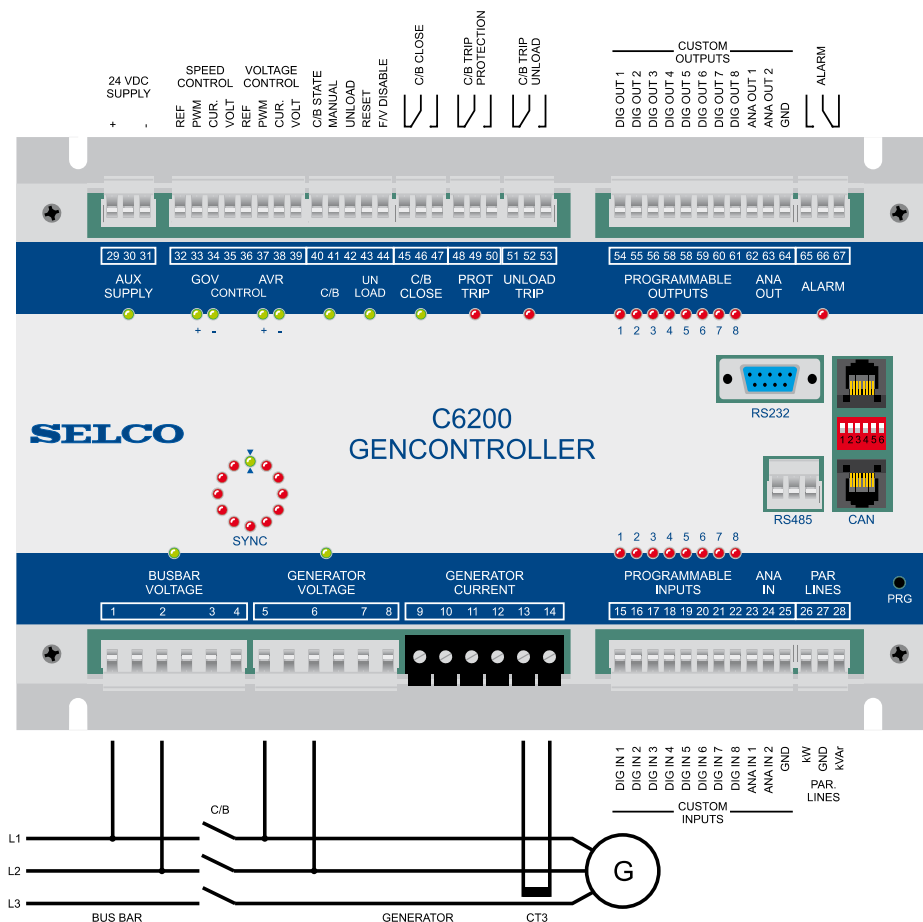 24 VDC
SUPPLY
+ -
SPEED
CONTROL
VOLTAGE
CONTROL
REF
PWM
CUR.
VOLT
REF
PWM
CUR.
VOLT
C/B STATE
MANUAL
UNLOAD
RESET
F/V DISABLE
C/B CLOSE
C/B TRIP
PROTECTION
C/B TRIP
UNLOAD
CUSTOM
OUTPUTS
DIG OUT 1
DIG OUT 2
DIG OUT 3
DIG OUT 4
DIG OUT 5
DIG OUT 6
DIG OUT 7
DIG OUT 8
ANA OUT 1
ANA OUT 2
GND
ALARM
29 30 31
32 33 34 35 36 37 38 39
40 41 42 43 44
45 46 47
48 49 50
51 52 53
54 55 56 57 58 59 60 61 62 63 64
65 66 67
AUX
SUPPLY
GOV AVR
CONTROL
C/B
UN
LOAD
C/B
CLOSE
PROT
TRIP
UNLOAD
TRIP
PROGRAMMABLE
OUTPUTS
ANA
OUT
ALARM
+ - + -
1 2 3 4 5 6 7 8
RS232
SELCO
C6200
GENCONTROLLER
1 2 3 4 5 6
SYNC
RS485
CAN
1 2 3 4 5 6 7 8
BUSBAR
VOLTAGE
GENERATOR
VOLTAGE
GENERATOR
CURRENT
PROGRAMMABLE
INPUTS
ANA
IN
PAR
LINES
PRG
1 2 3 4
5 6 7 8
9 10 11 12 13 14
15 16 17 18 19 20 21 22 23 24 25
26 27 28
DIG IN 1
DIG IN 2
DIG IN 3
DIG IN 4
DIG IN 5
DIG IN 6
DIG IN 7
DIG IN 8
ANA IN 1
ANA IN 2
GND
kW
GND
kVAr
PAR.
LINES
CUSTOM
INPUTS
C/B
L1
L2
L3
G
BUS BAR
GENERATOR
CT3